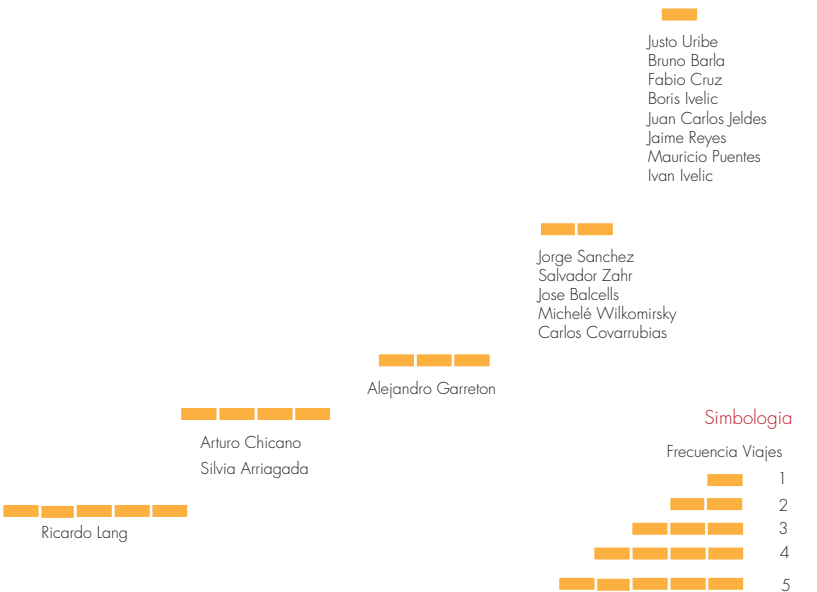 Justo Uribe
Bruno Barla
Fabio Cruz
Boris Ivelic
Juan Carlos Jeldes
Jaime Reyes
Mauricio Puentes
Ivan Ivelic
Jorge Sanchez
Salvador Zahr
Jose Balcells
Michelé Wilkomirsky
Carlos Covarrubias
Alejandro Garreton
Arturo Chicano
Silvia Arriagada
Ricardo Lang
Simbologia
Frecuencia Viajes
1
2
3
4
5